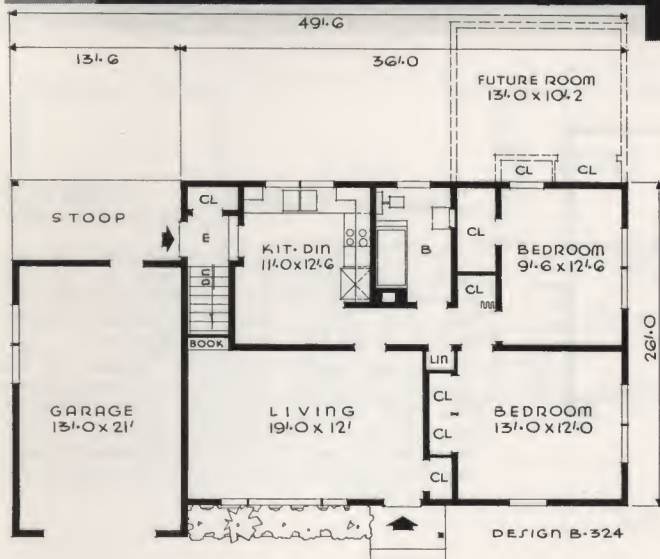 49'-6
13'-6
36'-0
FUTURE ROOM
13'-0 x 10'-2
CL
CL
STOOP
CL
E
DN
KIT-DIN
11'-0 x 12'-6
B
CL
BEDROOM
9'-6 x 12'-6
CL
26'-0
BOOK
LIN
GARAGE
13'-0 x 21'
LIVING
19'-0 x 12'
CL
CL
BEDROOM
13'-0 x 12'-0
CL
DESIGN B-324